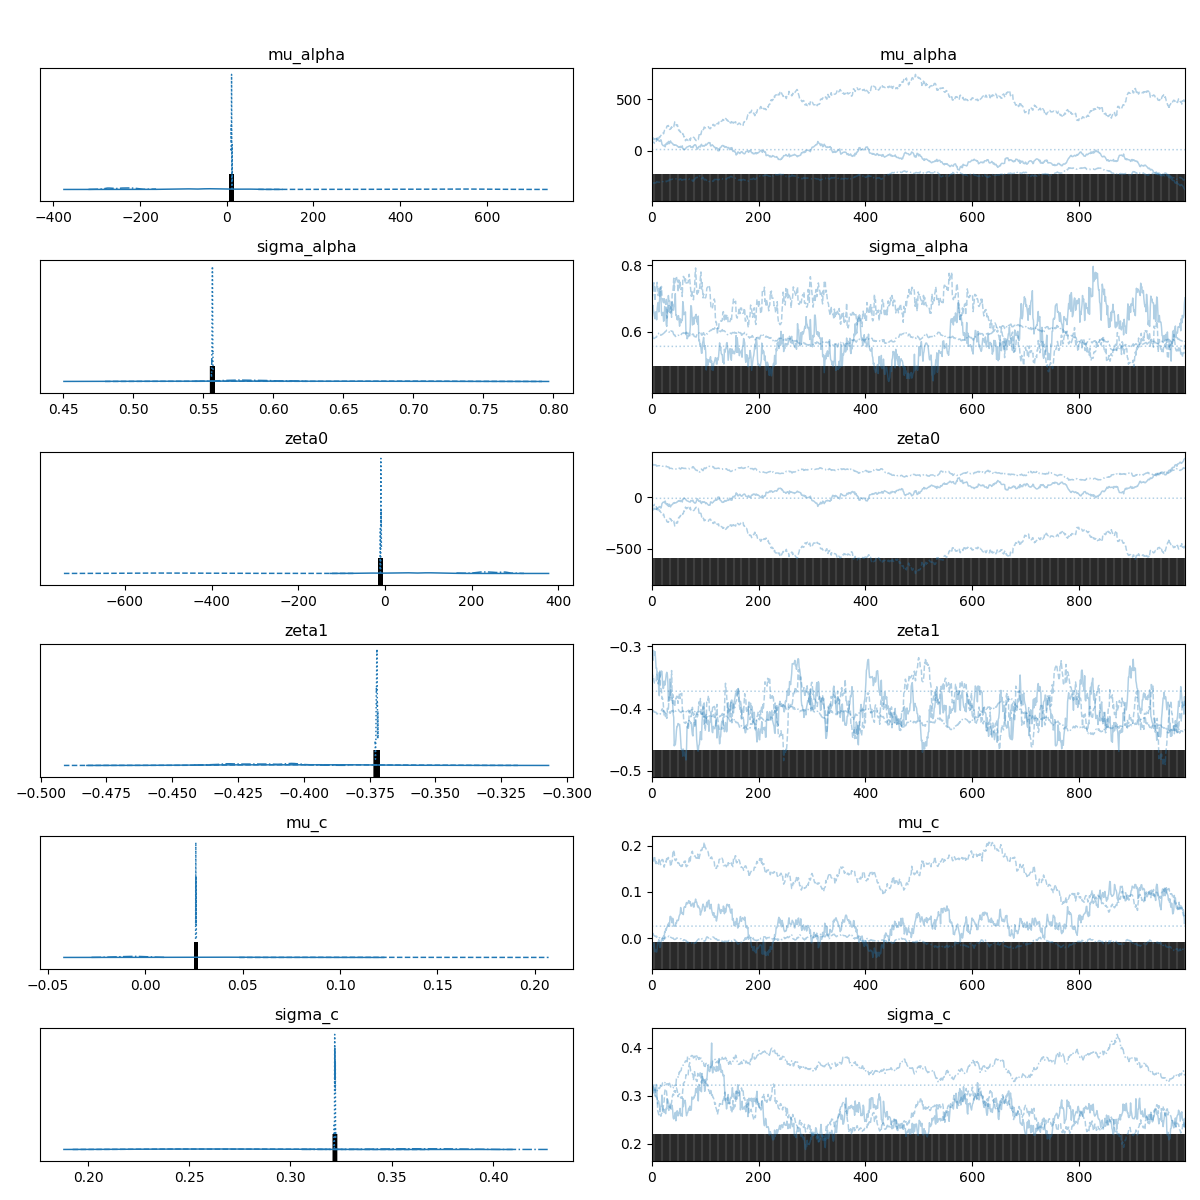 mu_alpha mu_alpha
500
0
−400 −200 0 200 400 600 0 200 400 600 800
sigma_alpha sigma_alpha
0.8
0.6
0.45 0.50 0.55 0.60 0.65 0.70 0.75 0.80 0 200 400 600 800
zeta0 zeta0
0
−500
−600 −400 −200 0 200 400 0 200 400 600 800
zeta1 zeta1
−0.3
−0.4
−0.5
−0.500 −0.475 −0.450 −0.425 −0.400 −0.375 −0.350 −0.325 −0.300 0 200 400 600 800
mu_c mu_c
0.2
0.1
0.0
−0.05 0.00 0.05 0.10 0.15 0.20 0 200 400 600 800
sigma_c sigma_c
0.4
0.3
0.2
0.20 0.25 0.30 0.35 0.40 0 200 400 600 800